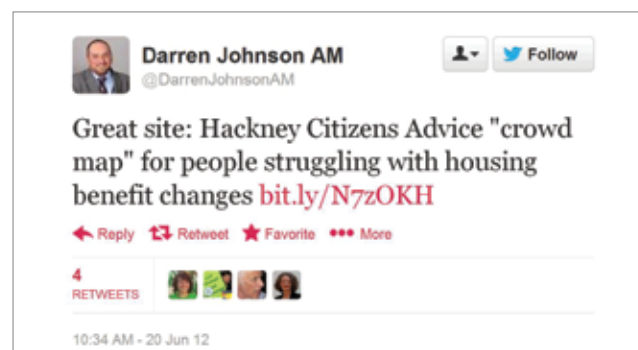 Darren Johnson AM
@DarrenJohnsonAM
Follow
Great site: Hackney Citizens Advice "crowd
map" for people struggling with housing
benefit changes bit.ly/N7zOKH
Reply Retweet Favorite More
4
RETWEETS
10:34 AM - 20 Jun 12